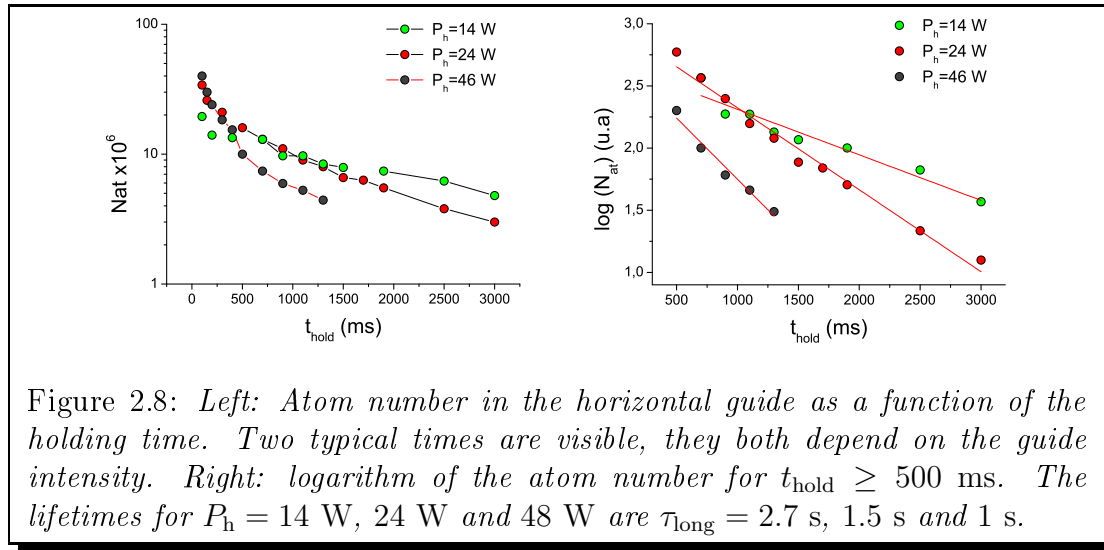 100
10
1
Nat x10⁶
0 500 1000 1500 2000 2500 3000
t_hold (ms)
P_h=14 W
P_h=24 W
P_h=46 W
3,0
2,5
2,0
1,5
1,0
log (N_at) (u.a)
500 1000 1500 2000 2500 3000
t_hold (ms)
P_h=14 W
P_h=24 W
P_h=46 W
Figure 2.8: Left: Atom number in the horizontal guide as a function of the
holding time. Two typical times are visible, they both depend on the guide
intensity. Right: logarithm of the atom number for t_hold ≥ 500 ms. The
lifetimes for P_h = 14 W, 24 W and 48 W are τ_long = 2.7 s, 1.5 s and 1 s.